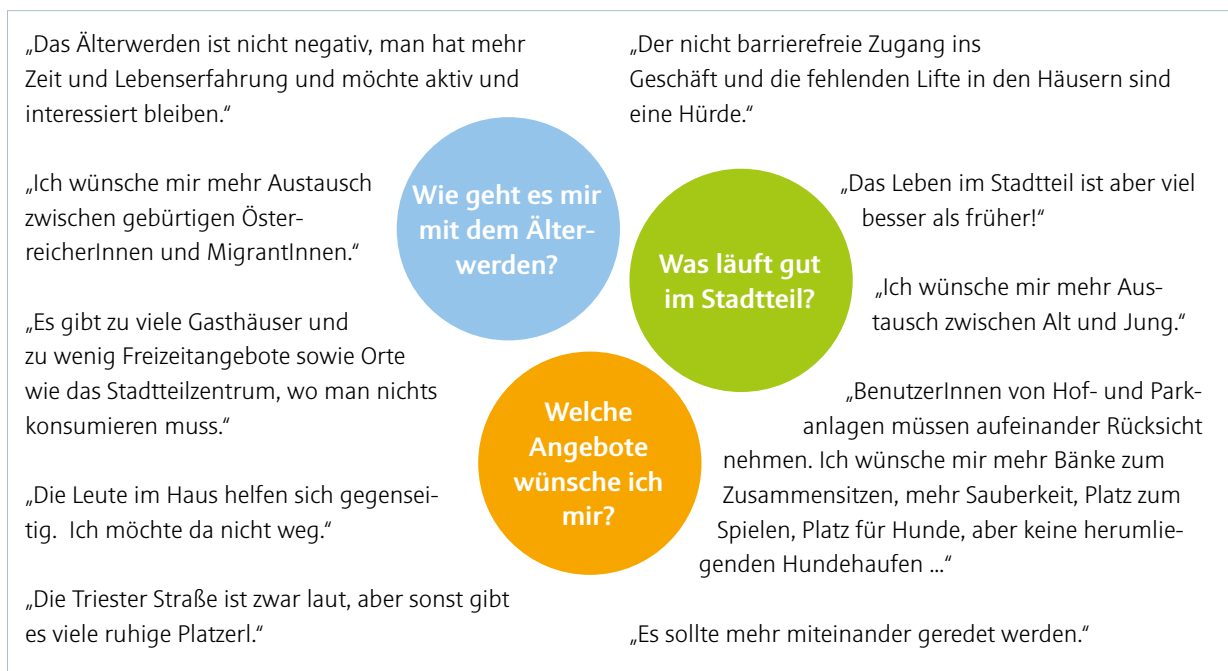 „Das Älterwerden ist nicht negativ, man hat mehr
Zeit und Lebenserfahrung und möchte aktiv und
interessiert bleiben.“
„Ich wünsche mir mehr Austausch
zwischen gebürtigen Öster-
reicherInnen und MigrantInnen.“
„Es gibt zu viele Gasthäuser und
zu wenig Freizeitangebote sowie Orte
wie das Stadtteilzentrum, wo man nichts
konsumieren muss.“
„Die Leute im Haus helfen sich gegensei-
tig. Ich möchte da nicht weg.“
„Die Triester Straße ist zwar laut, aber sonst gibt
es viele ruhige Platzerl.“
Wie geht es mir
mit dem Älter-
werden?
Was läuft gut
im Stadtteil?
Welche
Angebote
wünsche ich
mir?
„Der nicht barrierefreie Zugang ins
Geschäft und die fehlenden Lifte in den Häusern sind
eine Hürde.“
„Das Leben im Stadtteil ist aber viel
besser als früher!“
„Ich wünsche mir mehr Aus-
tausch zwischen Alt und Jung.“
„BenutzerInnen von Hof- und Park-
anlagen müssen aufeinander Rücksicht
nehmen. Ich wünsche mir mehr Bänke zum
Zusammensitzen, mehr Sauberkeit, Platz zum
Spielen, Platz für Hunde, aber keine herumlie-
genden Hundehaufen ...“
„Es sollte mehr miteinander geredet werden.“